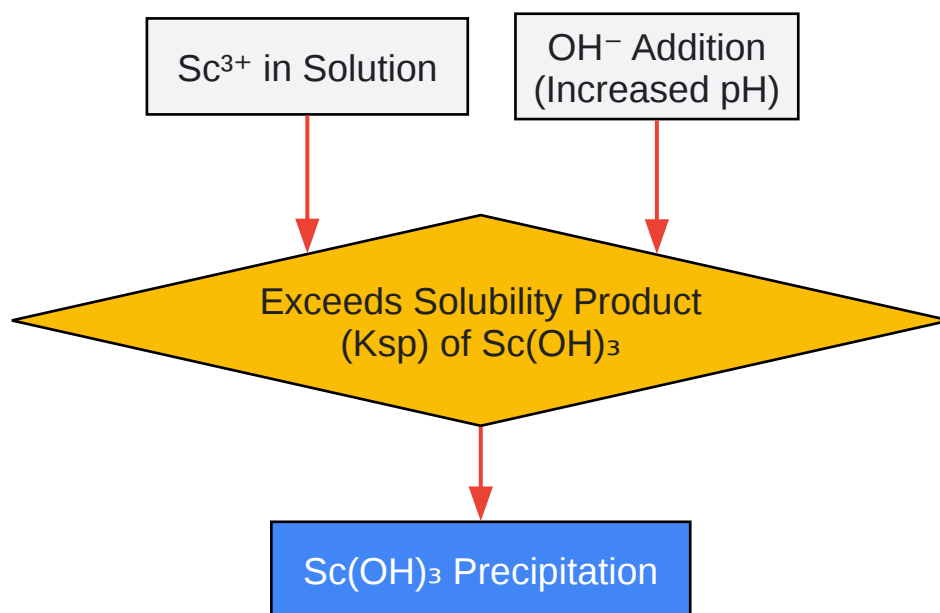 Sc³⁺ in Solution
OH⁻ Addition
(Increased pH)
Exceeds Solubility Product
(Ksp) of Sc(OH)₃
Sc(OH)₃ Precipitation